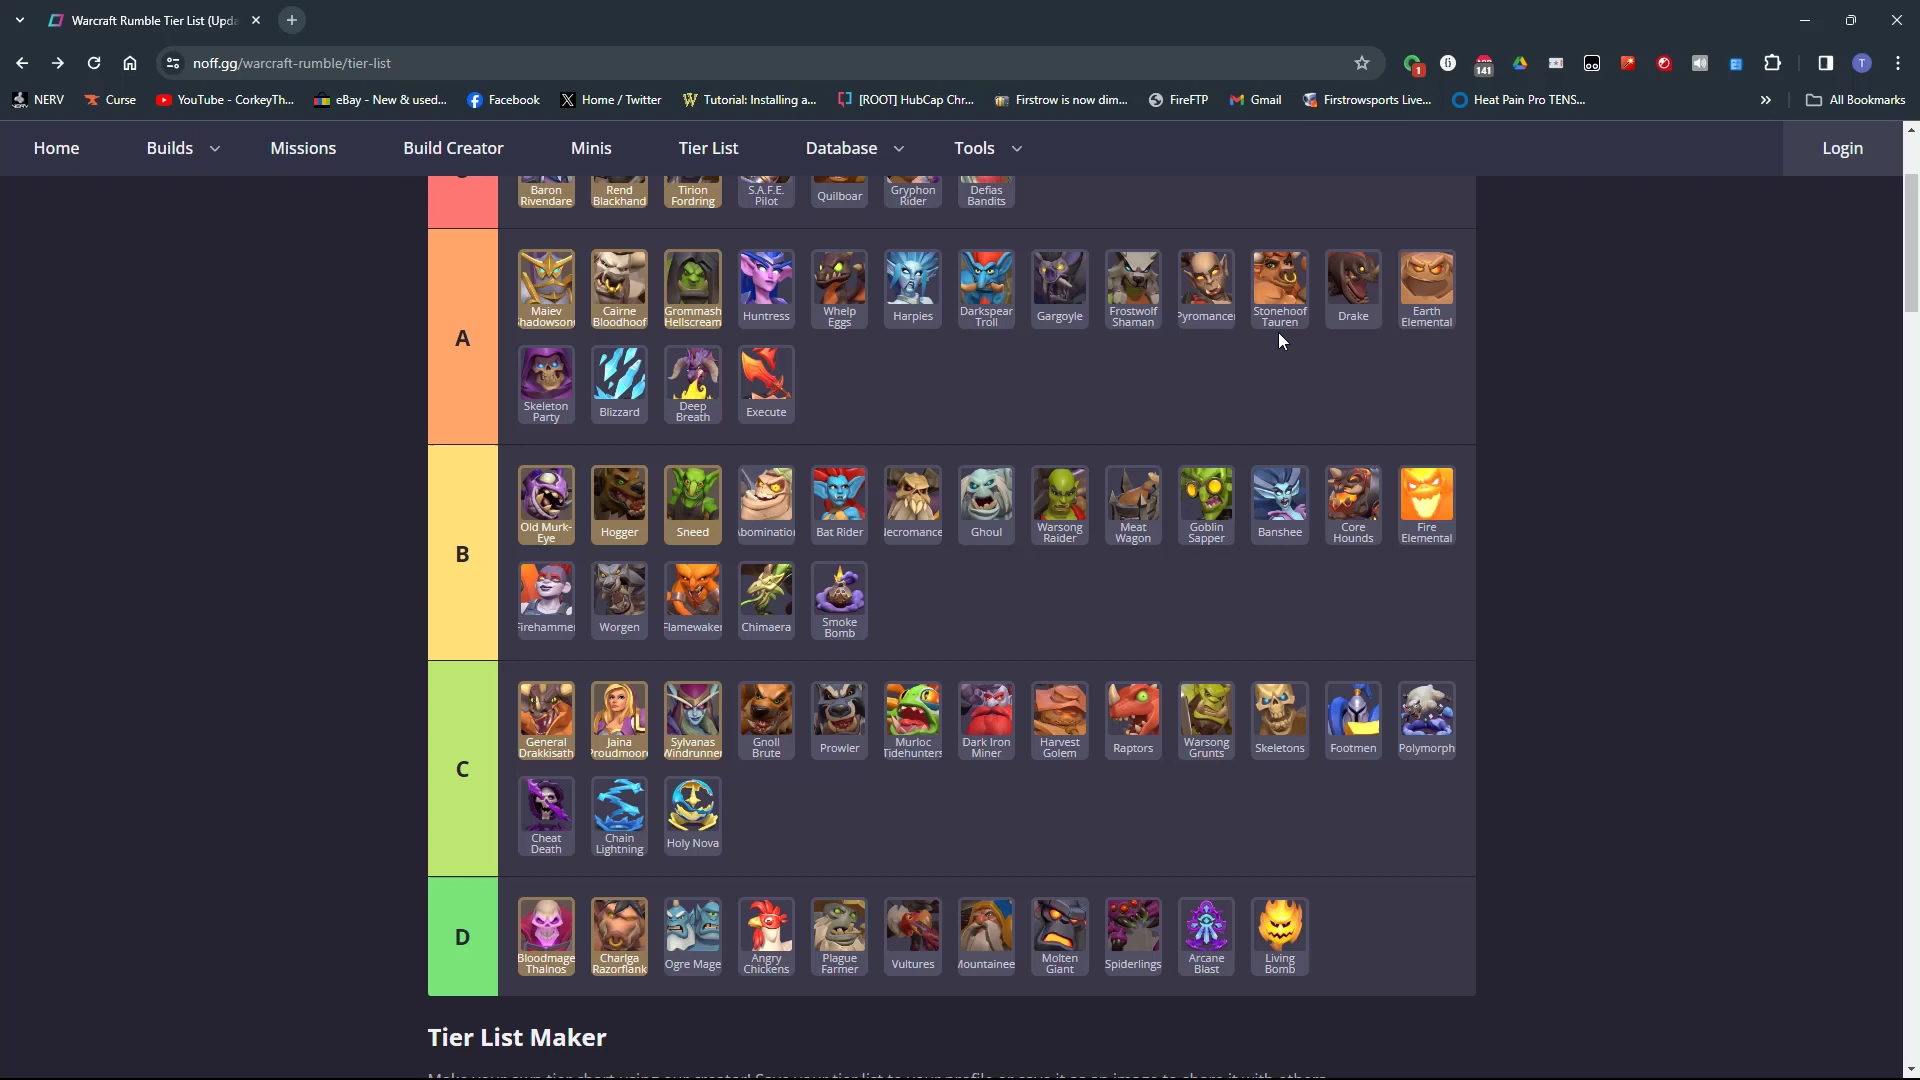 Warcraft Rumble Tier List (Upda
noff.gg/warcraft-rumble/tier-list
1
141
T
NERV
Curse
YouTube - CorkeyTh...
eBay - New & used...
Facebook
Home / Twitter
Tutorial: Installing a...
[ROOT] HubCap Chr...
Firstrow is now dim...
FireFTP
Gmail
Firstrowsports Live...
Heat Pain Pro TENS...
»
All Bookmarks
Home
Builds
Missions
Build Creator
Minis
Tier List
Database
Tools
Login
Baron
Rivendare
Rend
Blackhand
Tirion
Fordring
S.A.F.E.
Pilot
Quilboar
Gryphon
Rider
Defias
Bandits
A
Maiev
Shadowsong
Cairne
Bloodhoof
Grommash
Hellscream
Huntress
Whelp
Eggs
Harpies
Darkspear
Troll
Gargoyle
Frostwolf
Shaman
Pyromancer
Stonehoof
Tauren
Drake
Earth
Elemental
Skeleton
Party
Blizzard
Deep
Breath
Execute
B
Old Murk-
Eye
Hogger
Sneed
Abomination
Bat Rider
Necromancer
Ghoul
Warsong
Raider
Meat
Wagon
Goblin
Sapper
Banshee
Core
Hounds
Fire
Elemental
Firehammer
Worgen
Flamewaker
Chimaera
Smoke
Bomb
C
General
Drakkisath
Jaina
Proudmoore
Sylvanas
Windrunner
Gnoll
Brute
Prowler
Murloc
Tidehunters
Dark Iron
Miner
Harvest
Golem
Raptors
Warsong
Grunts
Skeletons
Footmen
Polymorph
Cheat
Death
Chain
Lightning
Holy Nova
D
Bloodmage
Thalnos
Charlga
Razorflank
Ogre Mage
Angry
Chickens
Plague
Farmer
Vultures
Mountaineer
Molten
Giant
Spiderlings
Arcane
Blast
Living
Bomb
Tier List Maker